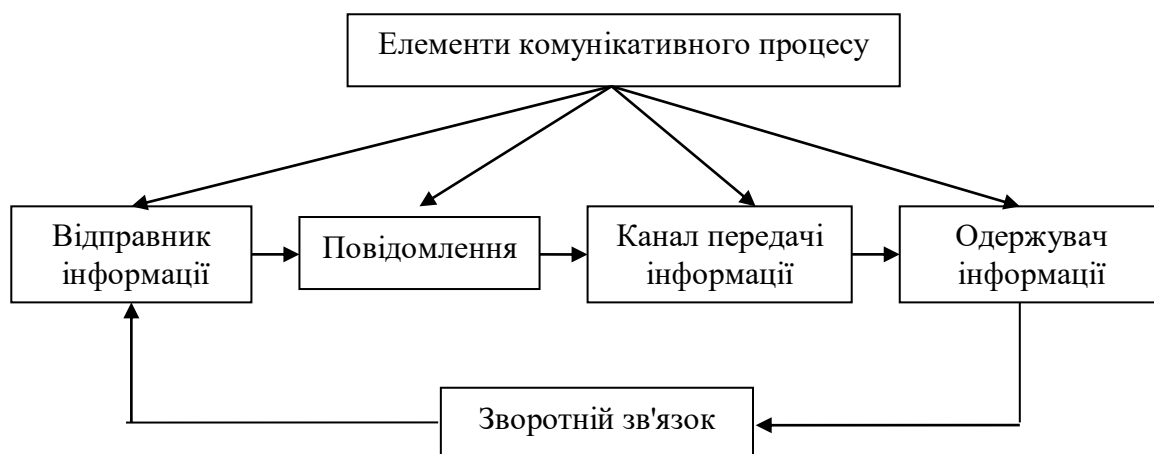 Елементи комунікативного процесу
Відправник
інформації
Повідомлення
Канал передачі
інформації
Одержувач
інформації
Зворотній зв'язок